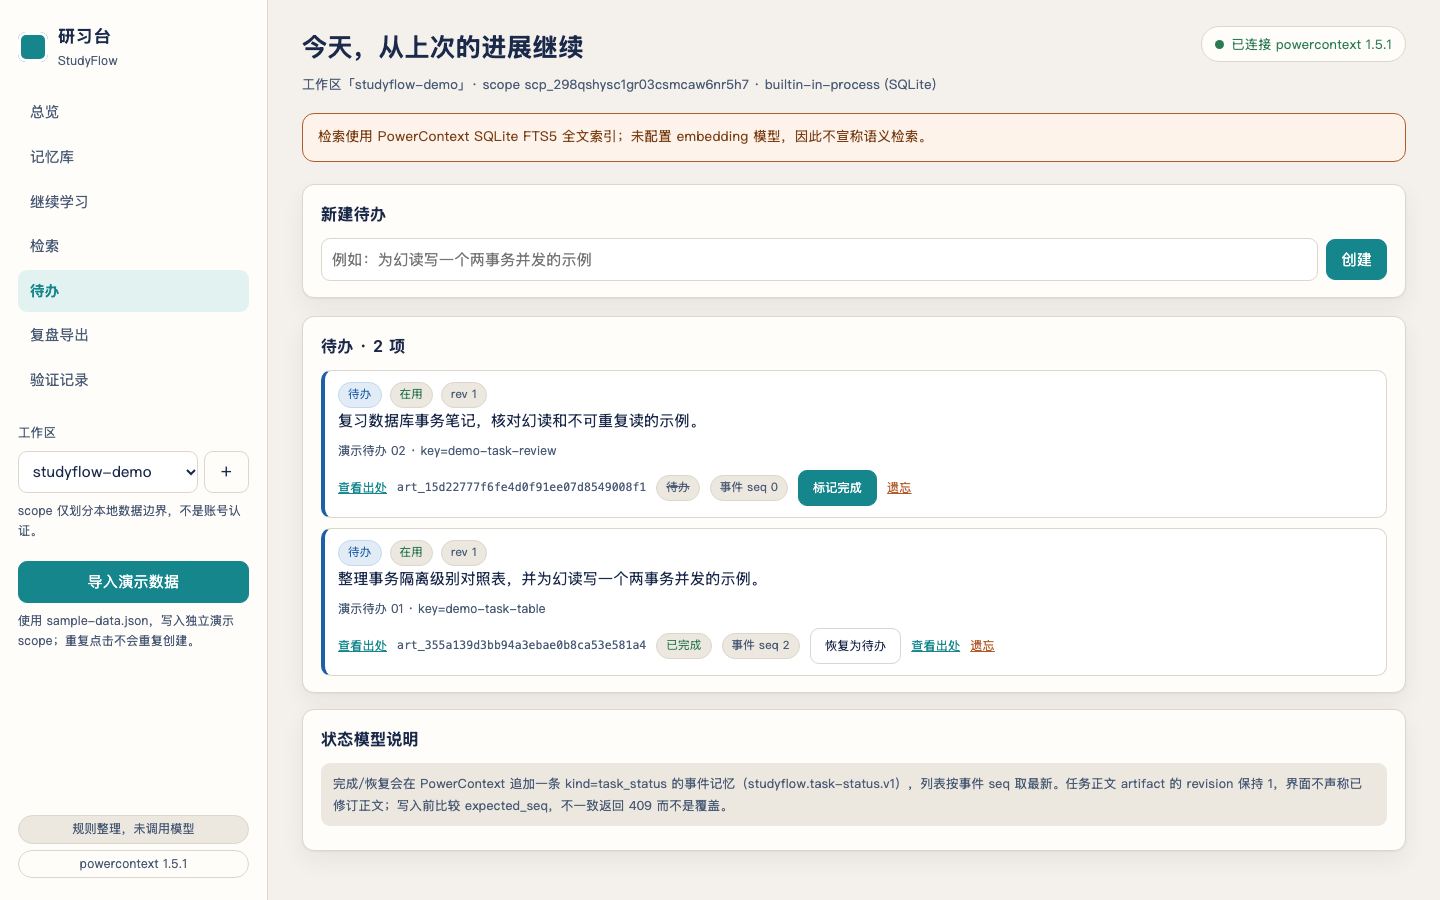 研习台
StudyFlow
总览
记忆库
继续学习
检索
待办
复盘导出
验证记录
工作区
studyflow-demo
+
scope 仅划分本地数据边界，不是账号认
证。
导入演示数据
使用 sample-data.json，写入独立演示
scope；重复点击不会重复创建。
规则整理，未调用模型
powercontext 1.5.1
今天，从上次的进展继续
已连接 powercontext 1.5.1
工作区「studyflow-demo」· scope scp_298qshysc1gr03csmcaw6nr5h7 · builtin-in-process (SQLite)
检索使用 PowerContext SQLite FTS5 全文索引；未配置 embedding 模型，因此不宣称语义检索。
新建待办
例如：为幻读写一个两事务并发的示例
创建
待办 · 2 项
待办 在用 rev 1
复习数据库事务笔记，核对幻读和不可重复读的示例。
演示待办 02 · key=demo-task-review
查看出处 art_15d22777f6fe4d0f91ee07d8549008f1 待办 事件 seq 0 标记完成 遗忘
待办 在用 rev 1
整理事务隔离级别对照表，并为幻读写一个两事务并发的示例。
演示待办 01 · key=demo-task-table
查看出处 art_355a139d3bb94a3ebae0b8ca53e581a4 已完成 事件 seq 2 恢复为待办 查看出处 遗忘
状态模型说明
完成/恢复会在 PowerContext 追加一条 kind=task_status 的事件记忆（studyflow.task-status.v1），列表按事件 seq 取最新。任务正文 artifact 的 revision 保持 1，界面不声称已
修订正文；写入前比较 expected_seq，不一致返回 409 而不是覆盖。